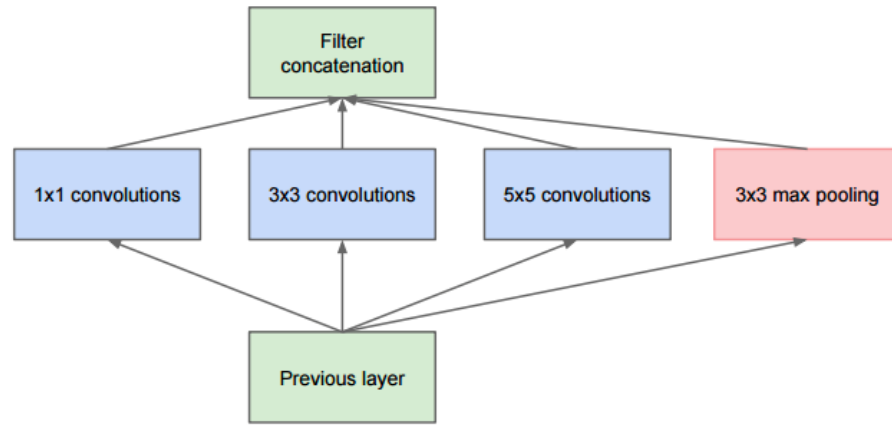 Filter
concatenation
1x1 convolutions
3x3 convolutions
5x5 convolutions
3x3 max pooling
Previous layer